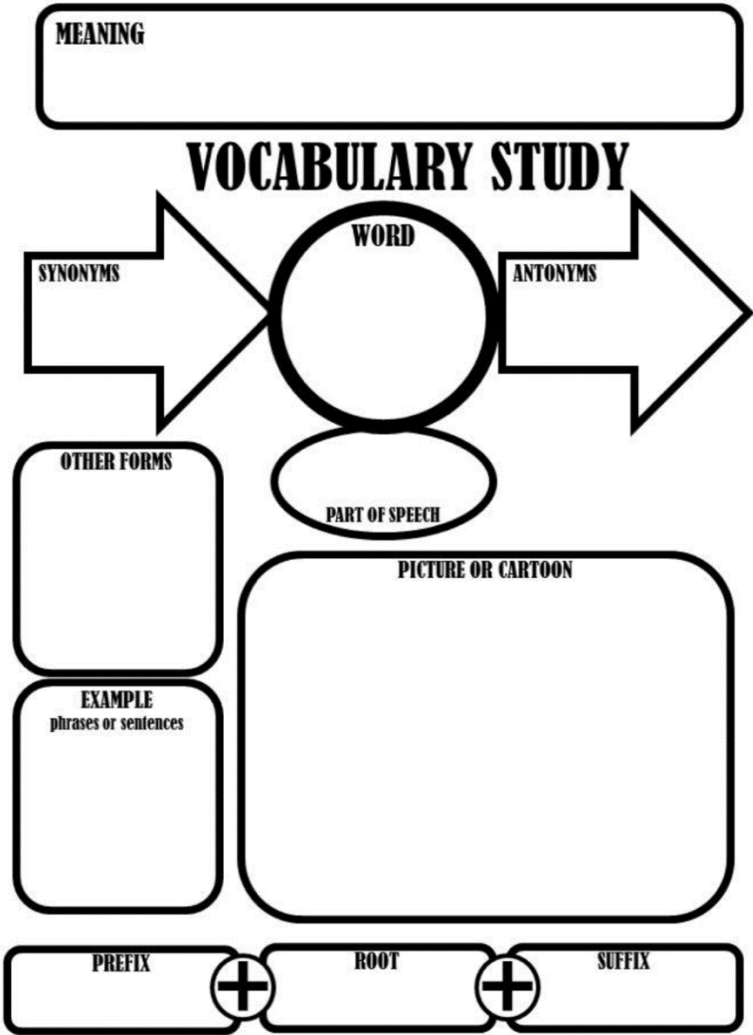 MEANING
VOCABULARY STUDY
WORD
SYNONYMS
ANTONYMS
OTHER FORMS
PART OF SPEECH
PICTURE OR CARTOON
EXAMPLE
phrases or sentences
PREFIX
ROOT
SUFFIX